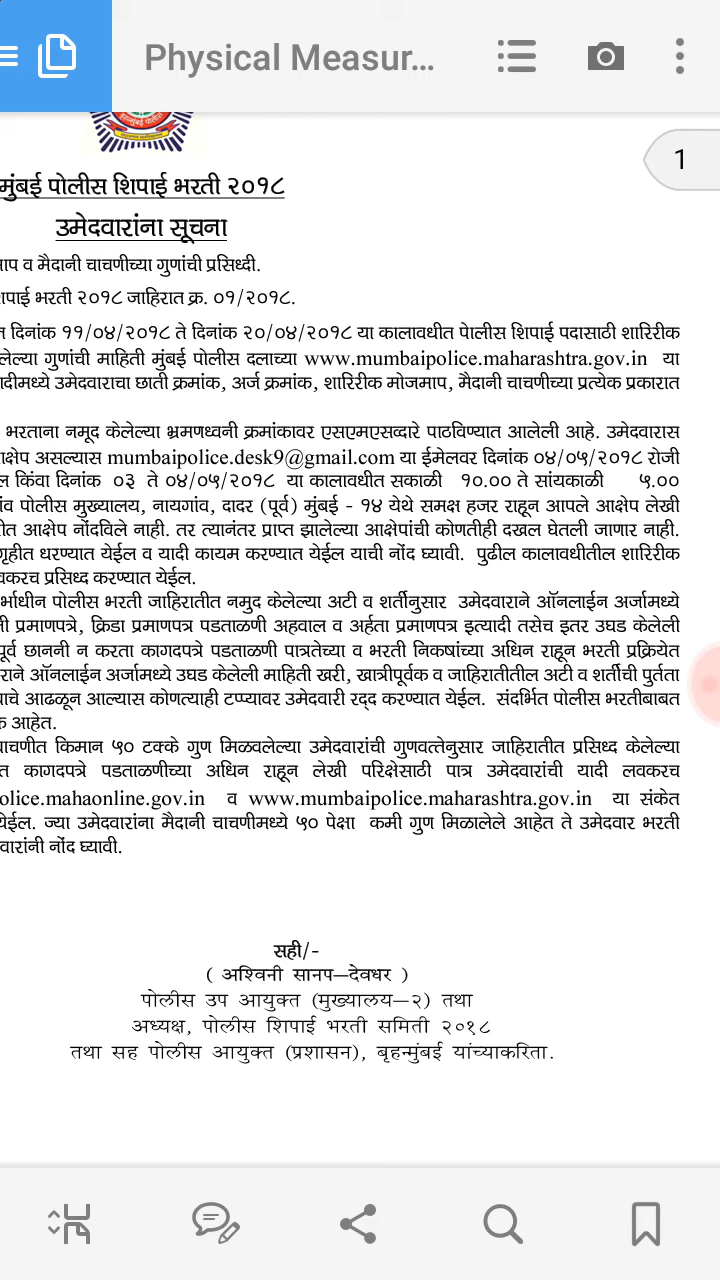 Physical Measur...
1
मुंबई पोलीस शिपाई भरती २०१८
उमेदवारांना सूचना
व मैदानी चाचणीच्या गुणांची प्रसिध्दी.
भरती २०१८ जाहिरात क्र. ०१/२०१८.
दिनांक ११/०४/२०१८ ते दिनांक २०/०४/२०१८ या कालावधीत पेालीस शिपाई पदासाठी शारिरीक
गुणांची माहिती मुंबई पोलीस दलाच्या www.mumbaipolice.maharashtra.gov.in या
उमेदवाराचा छाती क्रमांक, अर्ज क्रमांक, शारिरीक मोजमाप, मैदानी चाचणीच्या प्रत्येक प्रकारात
भरताना नमूद केलेल्या भ्रमणध्वनी क्रमांकावर एसएमएसव्दारे पाठविण्यात आलेली आहे. उमेदवारास
असल्यास mumbaipolice.desk9@gmail.com या ईमेलवर दिनांक ०४/०५/२०१८ रोजी
किंवा दिनांक ०३ ते ०४/०५/२०१८ या कालावधीत सकाळी १०.०० ते सांयकाळी ५.००
पोलीस मुख्यालय, नायगांव, दादर (पूर्व) मुंबई - १४ येथे समक्ष हजर राहून आपले आक्षेप लेखी
आक्षेप नोंदविले नाही. तर त्यानंतर प्राप्त झालेल्या आक्षेपांची कोणतीही दखल घेतली जाणार नाही.
धरण्यात येईल व यादी कायम करण्यात येईल याची नोंद घ्यावी. पुढील कालावधीतील शारिरीक
प्रसिध्द करण्यात येईल.
पोलीस भरती जाहिरातीत नमुद केलेल्या अटी व शर्तीनुसार उमेदवाराने ऑनलाईन अर्जामध्ये
प्रमाणपत्रे, क्रिडा प्रमाणपत्र पडताळणी अहवाल व अर्हता प्रमाणपत्र इत्यादी तसेच इतर उघड केलेली
छाननी न करता कागदपत्रे पडताळणी पात्रतेच्या व भरती निकषांच्या अधिन राहून भरती प्रक्रियेत
ऑनलाईन अर्जामध्ये उघड केलेली माहिती खरी, खात्रीपूर्वक व जाहिरातीतील अटी व शर्तीची पुर्तता
आढळून आल्यास कोणत्याही टप्प्यावर उमेदवारी रद्द करण्यात येईल. संदर्भित पोलीस भरतीबाबत
आहेत.
किमान ५० टक्के गुण मिळवलेल्या उमेदवारांची गुणवत्तेनुसार जाहिरातीत प्रसिध्द केलेल्या
कागदपत्रे पडताळणीच्या अधिन राहून लेखी परिक्षेसाठी पात्र उमेदवारांची यादी लवकरच
olice.mahaonline.gov.in व www.mumbaipolice.maharashtra.gov.in या संकेत
ज्या उमेदवारांना मैदानी चाचणीमध्ये ५० पेक्षा कमी गुण मिळालेले आहेत ते उमेदवार भरती
नोंद घ्यावी.
सही/-
( अश्विनी सानप–देवधर )
पोलीस उप आयुक्त (मुख्यालय–२) तथा
अध्यक्ष, पोलीस शिपाई भरती समिती २०१८
तथा सह पोलीस आयुक्त (प्रशासन), बृहन्मुंबई यांच्याकरिता.